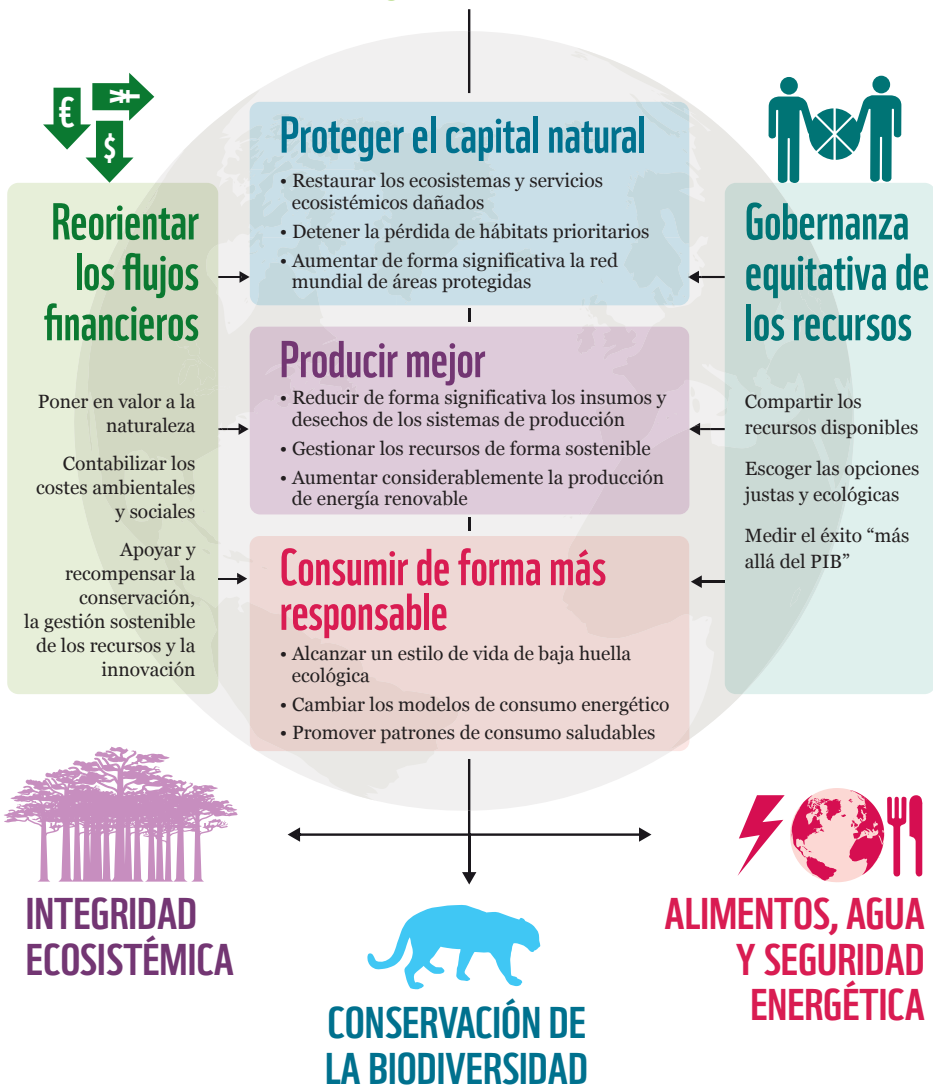 €
¥
$
Reorientar
los flujos
financieros
Poner en valor a la
naturaleza
Contabilizar los
costes ambientales
y sociales
Apoyar y
recompensar la
conservación,
la gestión sostenible
de los recursos y la
innovación
Proteger el capital natural
• Restaurar los ecosistemas y servicios
ecosistémicos dañados
• Detener la pérdida de hábitats prioritarios
• Aumentar de forma significativa la red
mundial de áreas protegidas
Producir mejor
• Reducir de forma significativa los insumos y
desechos de los sistemas de producción
• Gestionar los recursos de forma sostenible
• Aumentar considerablemente la producción
de energía renovable
Consumir de forma más
responsable
• Alcanzar un estilo de vida de baja huella
ecológica
• Cambiar los modelos de consumo energético
• Promover patrones de consumo saludables
Gobernanza
equitativa de
los recursos
Compartir los
recursos disponibles
Escoger las opciones
justas y ecológicas
Medir el éxito “más
allá del PIB”
INTEGRIDAD
ECOSISTÉMICA
CONSERVACIÓN DE
LA BIODIVERSIDAD
ALIMENTOS, AGUA
Y SEGURIDAD
ENERGÉTICA